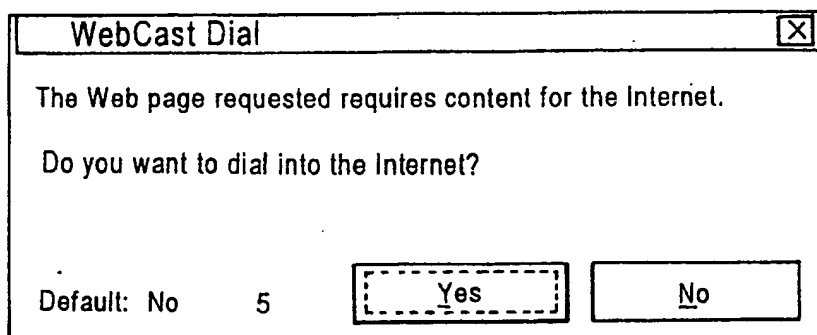 WebCast Dial X
The Web page requested requires content for the Internet.
Do you want to dial into the Internet?
Default: No 5 Yes No